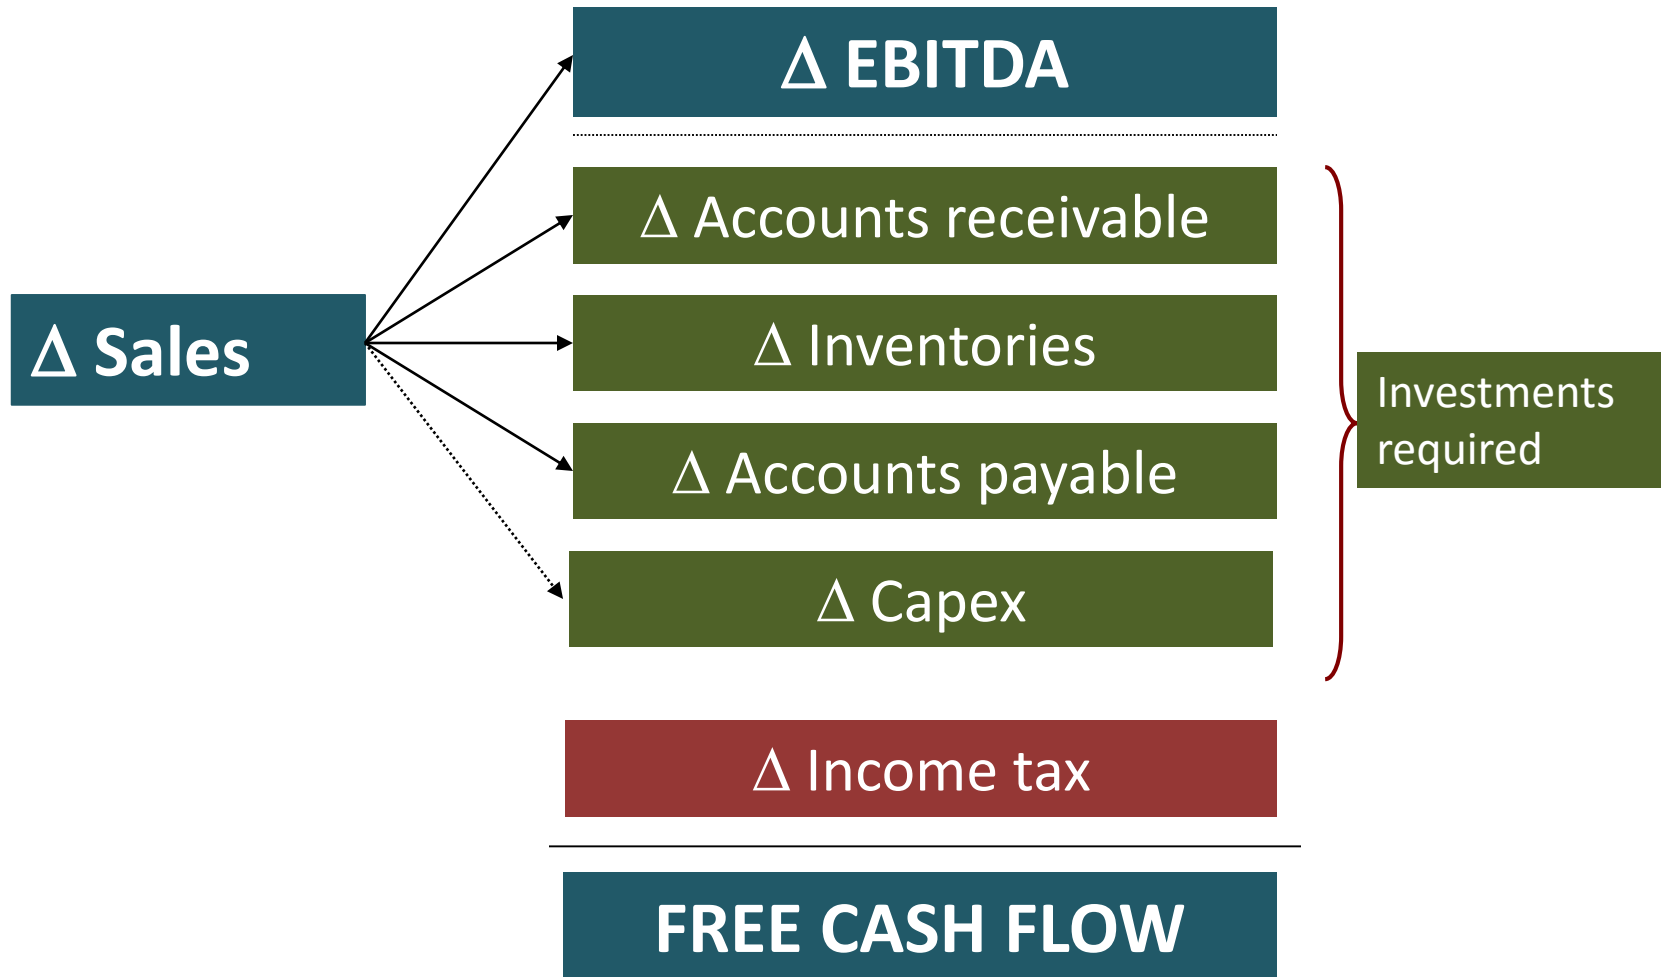 Δ EBITDA
Δ Accounts receivable
Δ Sales
Δ Inventories
Investments
required
Δ Accounts payable
Δ Capex
Δ Income tax
FREE CASH FLOW